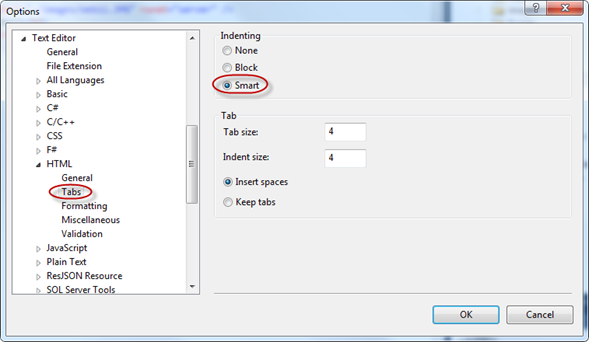 Options
Text Editor
General
File Extension
All Languages
Basic
C#
C/C++
CSS
F#
HTML
General
Tabs
Formatting
Miscellaneous
Validation
JavaScript
Plain Text
ResJSON Resource
SQL Server Tools
Indenting
None
Block
Smart
Tab
Tab size: 4
Indent size: 4
Insert spaces
Keep tabs
OK Cancel